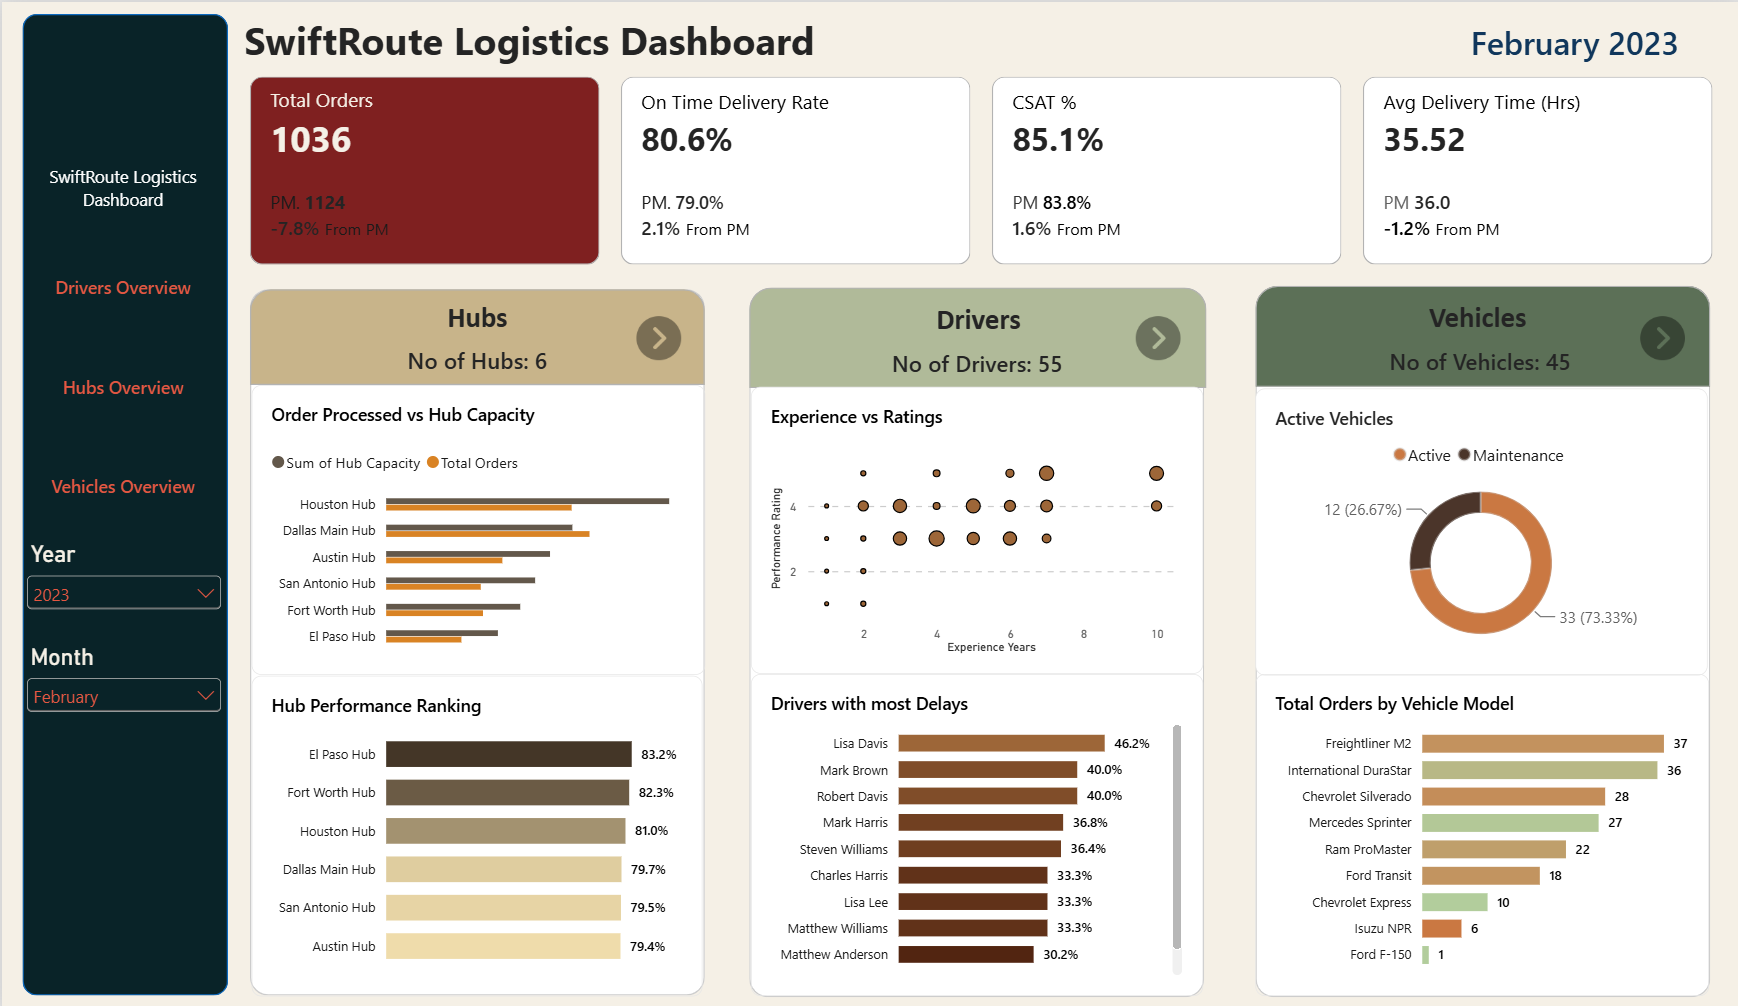 SwiftRoute Logistics Dashboard
February 2023
SwiftRoute Logistics
Dashboard
Drivers Overview
Hubs Overview
Vehicles Overview
Year
2023
Month
February
Total Orders
1036
PM. 1124
-7.8% From PM
On Time Delivery Rate
80.6%
PM. 79.0%
2.1% From PM
CSAT %
85.1%
PM 83.8%
1.6% From PM
Avg Delivery Time (Hrs)
35.52
PM 36.0
-1.2% From PM
Hubs
No of Hubs: 6
Order Processed vs Hub Capacity
Sum of Hub Capacity Total Orders
Houston Hub
Dallas Main Hub
Austin Hub
San Antonio Hub
Fort Worth Hub
El Paso Hub
Hub Performance Ranking
El Paso Hub 83.2%
Fort Worth Hub 82.3%
Houston Hub 81.0%
Dallas Main Hub 79.7%
San Antonio Hub 79.5%
Austin Hub 79.4%
Drivers
No of Drivers: 55
Experience vs Ratings
Performance Rating
4
2
2 4 6 8 10
Experience Years
Drivers with most Delays
Lisa Davis 46.2%
Mark Brown 40.0%
Robert Davis 40.0%
Mark Harris 36.8%
Steven Williams 36.4%
Charles Harris 33.3%
Lisa Lee 33.3%
Matthew Williams 33.3%
Matthew Anderson 30.2%
Vehicles
No of Vehicles: 45
Active Vehicles
Active Maintenance
12 (26.67%)
33 (73.33%)
Total Orders by Vehicle Model
Freightliner M2 37
International DuraStar 36
Chevrolet Silverado 28
Mercedes Sprinter 27
Ram ProMaster 22
Ford Transit 18
Chevrolet Express 10
Isuzu NPR 6
Ford F-150 1